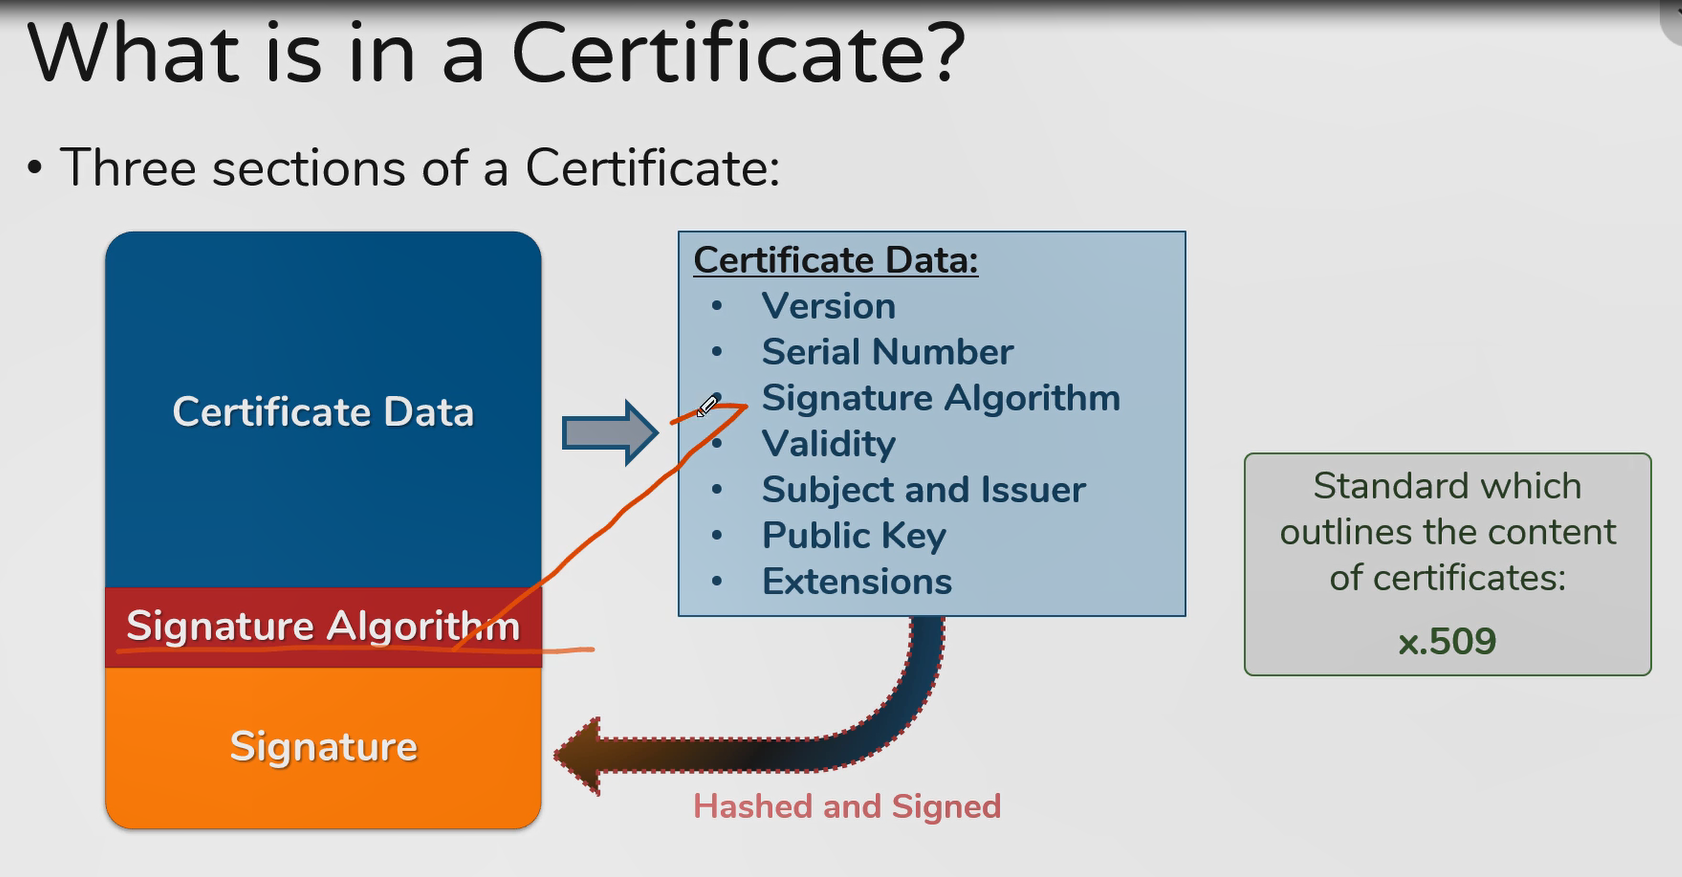 What is in a Certificate?
• Three sections of a Certificate:
Certificate Data
Signature Algorithm
Signature
Certificate Data:
• Version
• Serial Number
• Signature Algorithm
• Validity
• Subject and Issuer
• Public Key
• Extensions
Hashed and Signed
Standard which
outlines the content
of certificates:
x.509